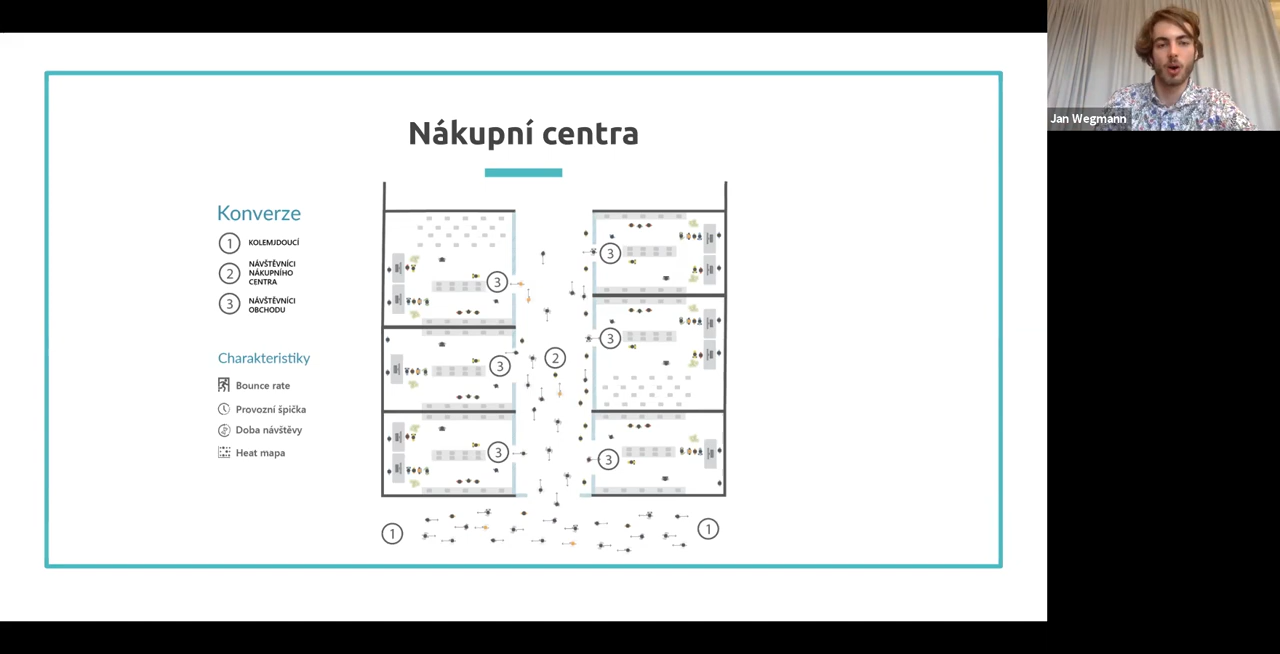 Nákupní centra
Konverze
1 KOLEMJDOUCÍ
2 NÁVŠTĚVNÍCI
NÁKUPNÍHO
CENTRA
3 NÁVŠTĚVNÍCI
OBCHODU
Charakteristiky
Bounce rate
Provozní špička
Doba návštěvy
Heat mapa
3
3
3
3
2
3
3
3
1
1
Jan Wegmann